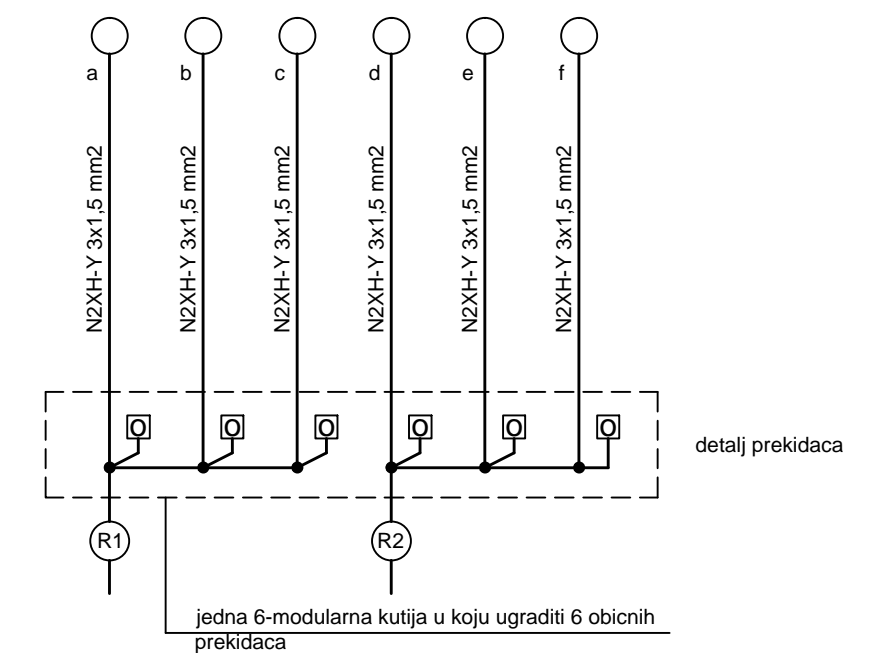 a
b
c
d
e
f
N2XH-Y 3x1,5 mm2
N2XH-Y 3x1,5 mm2
N2XH-Y 3x1,5 mm2
N2XH-Y 3x1,5 mm2
N2XH-Y 3x1,5 mm2
N2XH-Y 3x1,5 mm2
O
O
O
O
O
O
detalj prekidaca
R1
R2
jedna 6-modularna kutija u koju ugraditi 6 obicnih
prekidaca